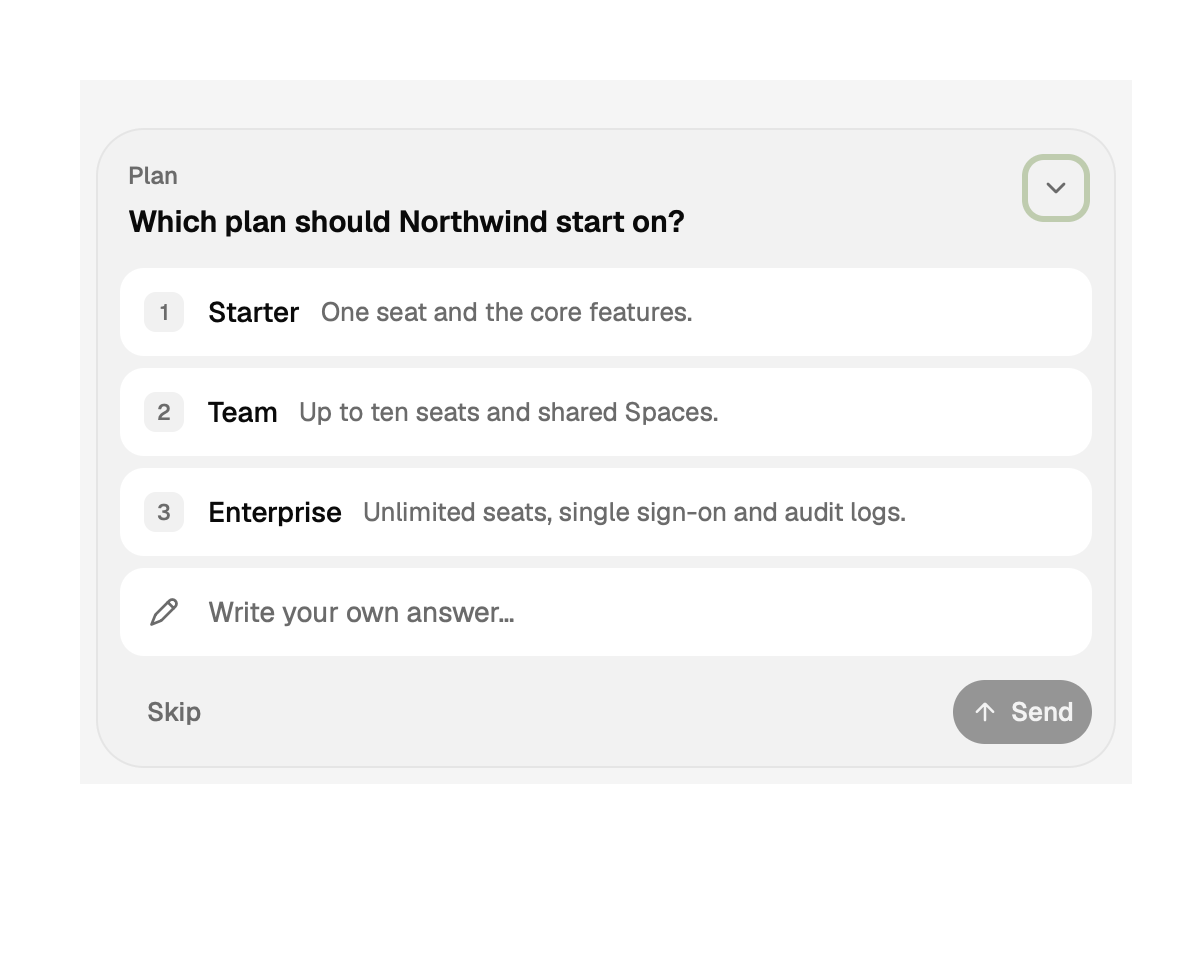 Plan
Which plan should Northwind start on?
1 Starter One seat and the core features.
2 Team Up to ten seats and shared Spaces.
3 Enterprise Unlimited seats, single sign-on and audit logs.
Write your own answer...
Skip Send